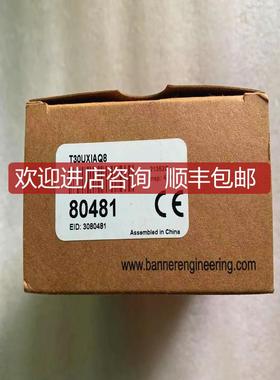 T30UXIAQ8
欢迎进店咨询 顺丰包邮
80481
CE
EID: 3080481
Assembled in China
www.bannerengineering.com